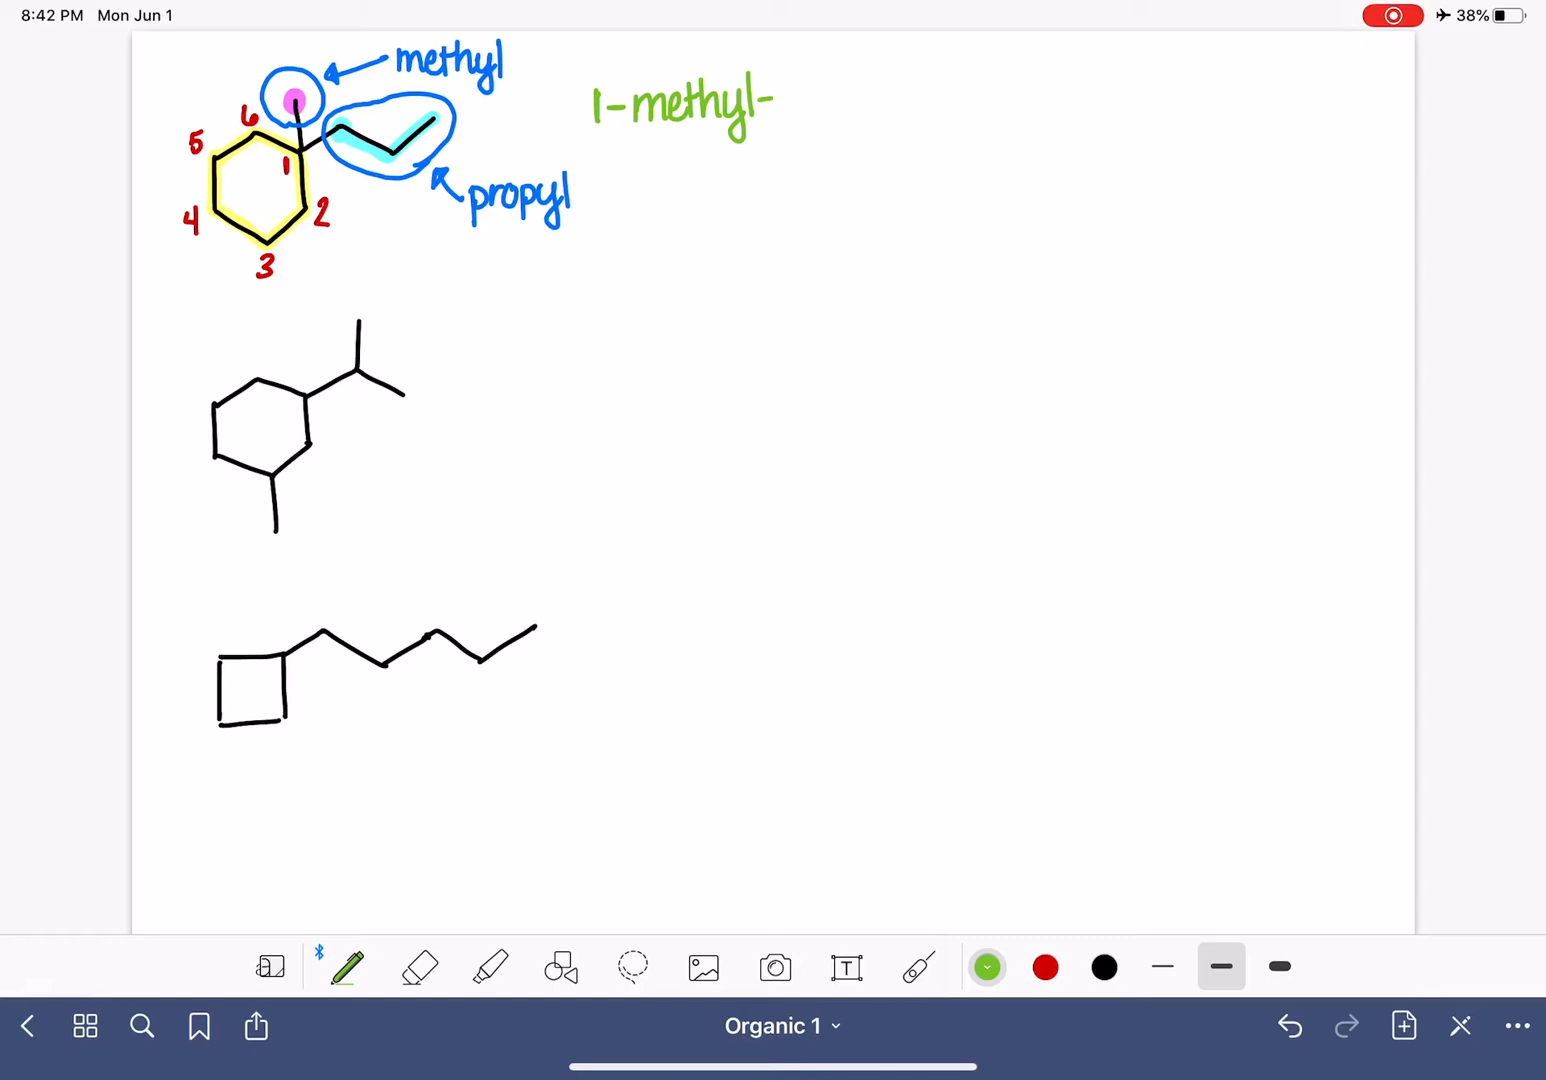 8:42 PM Mon Jun 1
38%
methyl
1-methyl-
6
5
1
propyl
4
2
3
T
Organic 1